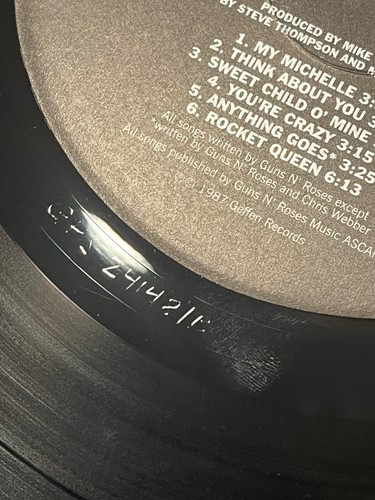 PRODUCED BY MIKE
BY STEVE THOMPSON AND
1. MY MICHELLE 3:
2. THINK ABOUT YOU 3
3. SWEET CHILD O' MINE
4. YOU'RE CRAZY 3:15
5. ANYTHING GOES* 3:25
6. ROCKET QUEEN 6:13
All songs written by Guns N' Roses except
*written by Guns N' Roses and Chris Webber
All songs published by Guns N' Roses Music ASCA
℗© 1987 Geffen Records